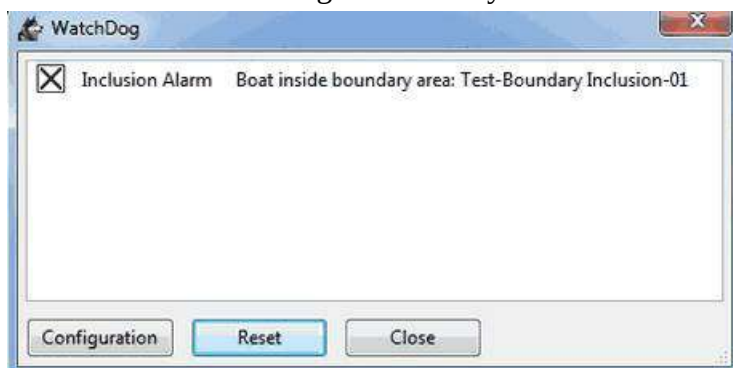 WatchDog
Inclusion Alarm Boat inside boundary area: Test-Boundary Inclusion-01
Configuration Reset Close